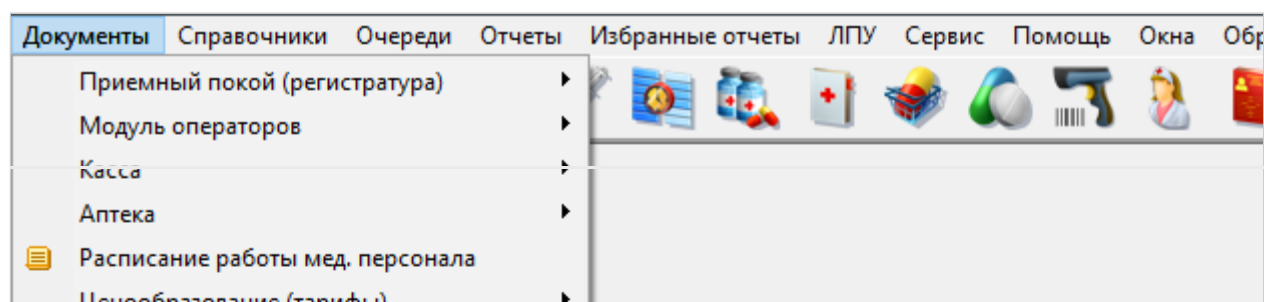 Документы Справочники Очереди Отчеты Избранные отчеты ЛПУ Сервис Помощь Окна Обр
Приемный покой (регистратура)
Модуль операторов
Касса
Аптека
Расписание работы мед. персонала
Ценообразование (тарифы)